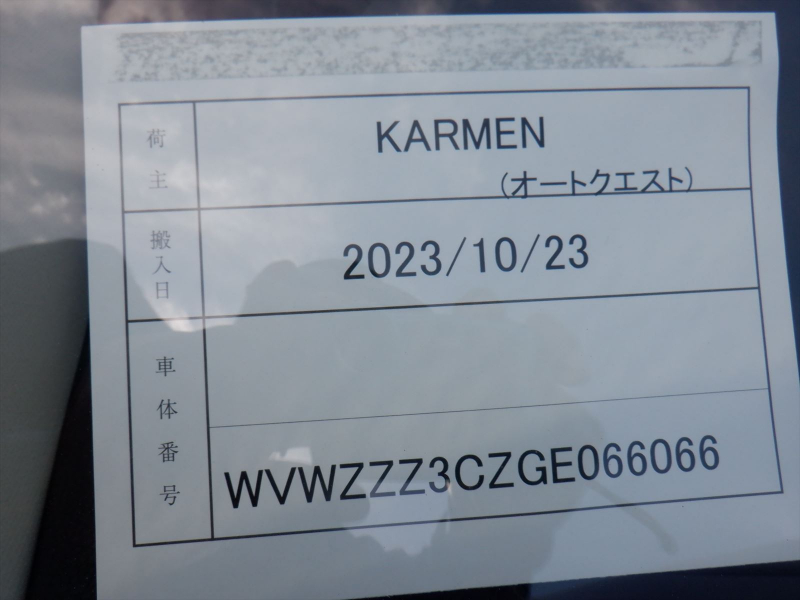 荷主
KARMEN
(オートクエスト)
搬入日
2023/10/23
車体番号
WVWZZZ3CZGE066066